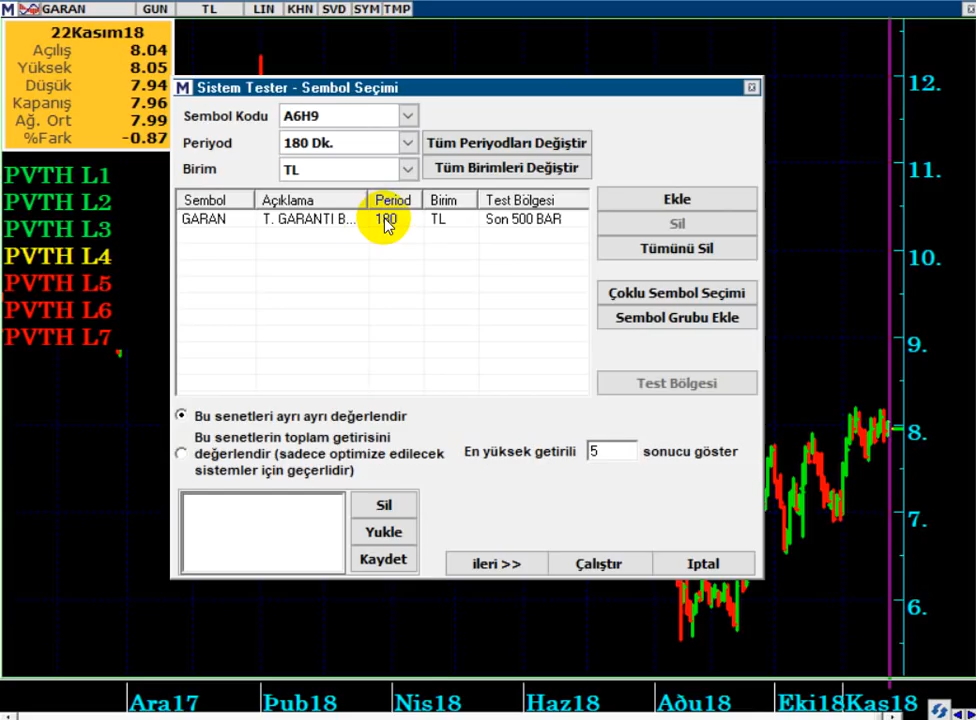 M GARAN GUN TL LIN KHN SVD SYM TMP
22Kasım18
Açılış 8.04
Yüksek 8.05
Düşük 7.94
Kapanış 7.96
Ağ. Ort 7.99
%Fark -0.87
PVTH L1
PVTH L2
PVTH L3
PVTH L4
PVTH L5
PVTH L6
PVTH L7
M Sistem Tester - Sembol Seçimi
Sembol Kodu A6H9
Periyod 180 Dk. Tüm Periyodları Değiştir
Birim TL Tüm Birimleri Değiştir
Sembol Açıklama Period Birim Test Bölgesi
GARAN T. GARANTI B... 180 TL Son 500 BAR
Ekle
Sil
Tümünü Sil
Çoklu Sembol Seçimi
Sembol Grubu Ekle
Test Bölgesi
Bu senetleri ayrı ayrı değerlendir
Bu senetlerin toplam getirisini
değerlendir (sadece optimize edilecek
sistemler için geçerlidir)
En yüksek getirili 5 sonucu göster
Sil
Yukle
Kaydet
ileri >> Çalıştır Iptal
12.
11.
10.
9.
8.
7.
6.
Ara17 Þub18 Nis18 Haz18 Aðu18 Eki18 Kas18